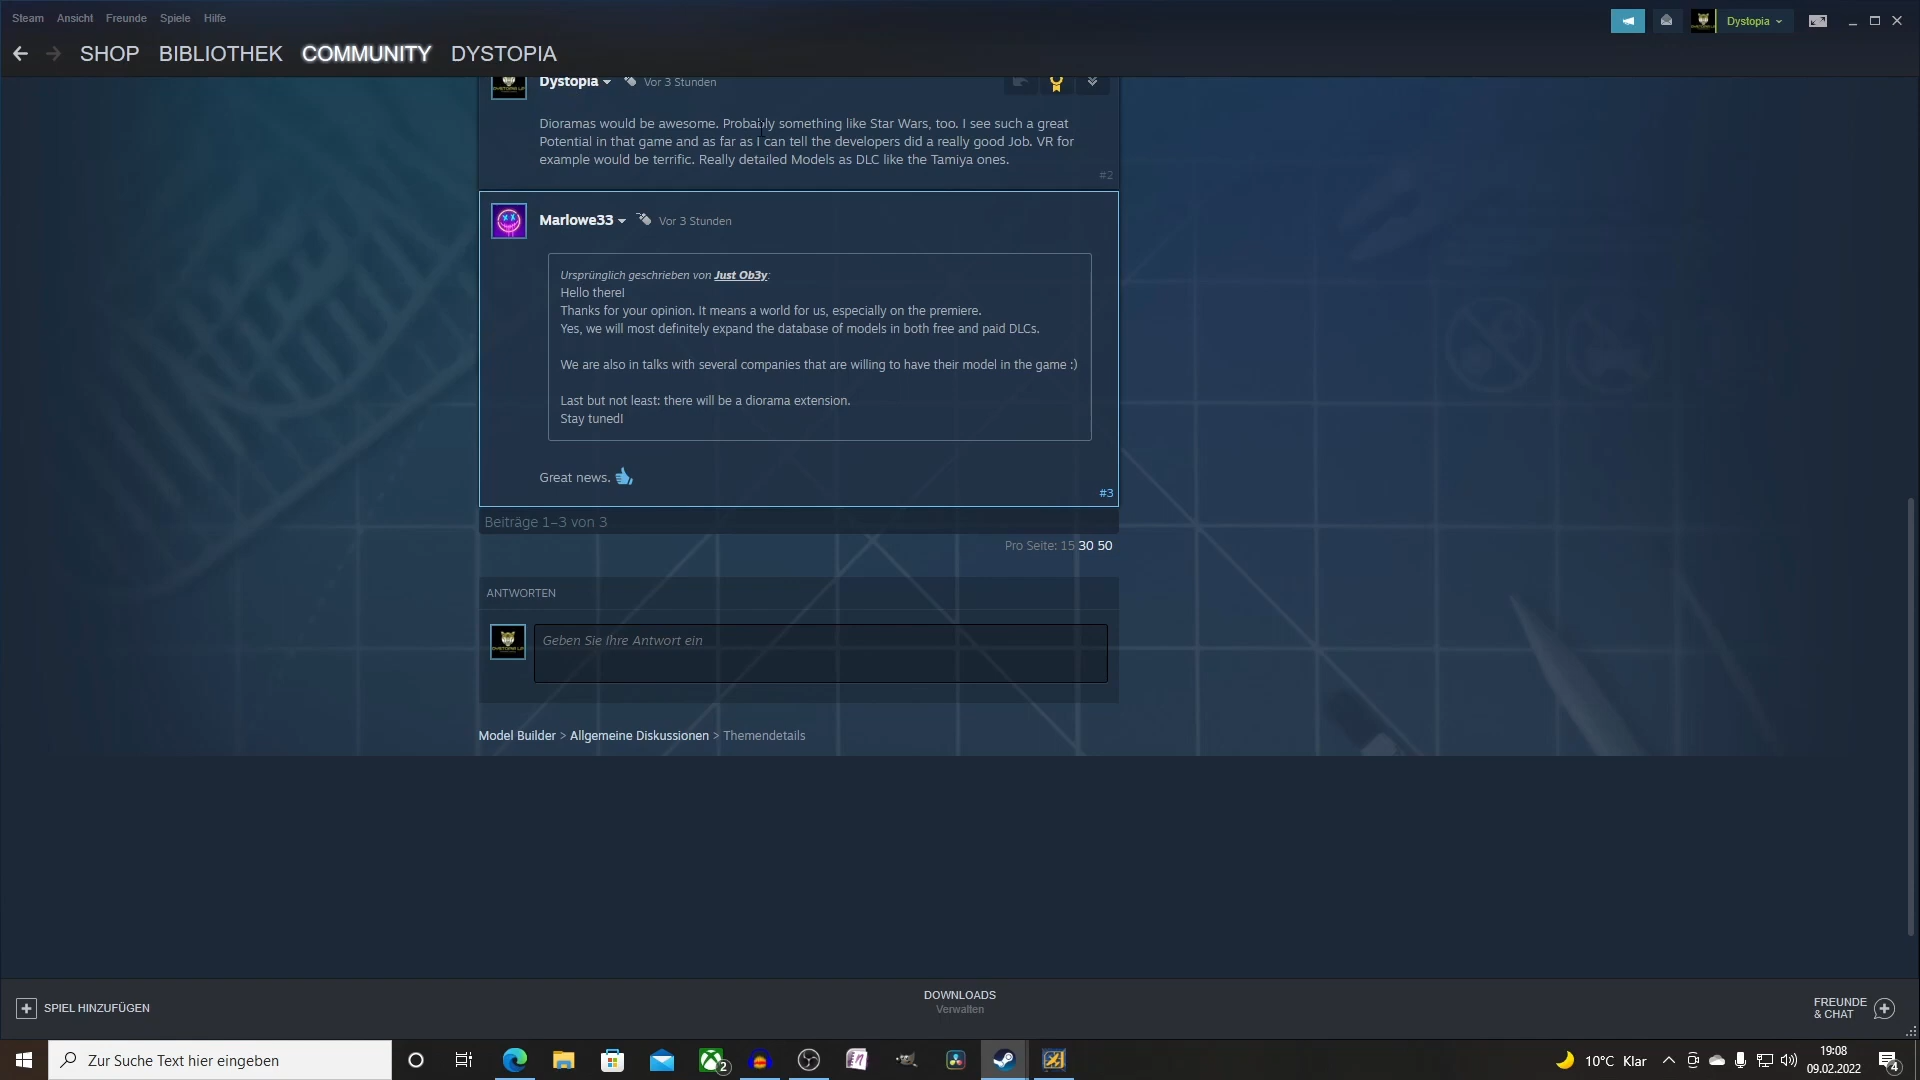 Steam Ansicht Freunde Spiele Hilfe
Dystopia
SHOP BIBLIOTHEK COMMUNITY DYSTOPIA
Dystopia Vor 3 Stunden
Dioramas would be awesome. Probably something like Star Wars, too. I see such a great
Potential in that game and as far as I can tell the developers did a really good Job. VR for
example would be terrific. Really detailed Models as DLC like the Tamiya ones.
#2
Marlowe33 Vor 3 Stunden
Ursprünglich geschrieben von Just Ob3y:
Hello there!
Thanks for your opinion. It means a world for us, especially on the premiere.
Yes, we will most definitely expand the database of models in both free and paid DLCs.
We are also in talks with several companies that are willing to have their model in the game :)
Last but not least: there will be a diorama extension.
Stay tuned!
Great news.
#3
Beiträge 1–3 von 3
Pro Seite: 15 30 50
ANTWORTEN
Geben Sie Ihre Antwort ein
Model Builder > Allgemeine Diskussionen > Themendetails
SPIEL HINZUFÜGEN
DOWNLOADS
Verwalten
FREUNDE
& CHAT
Zur Suche Text hier eingeben
2
10°C Klar
19:08
09.02.2022
4